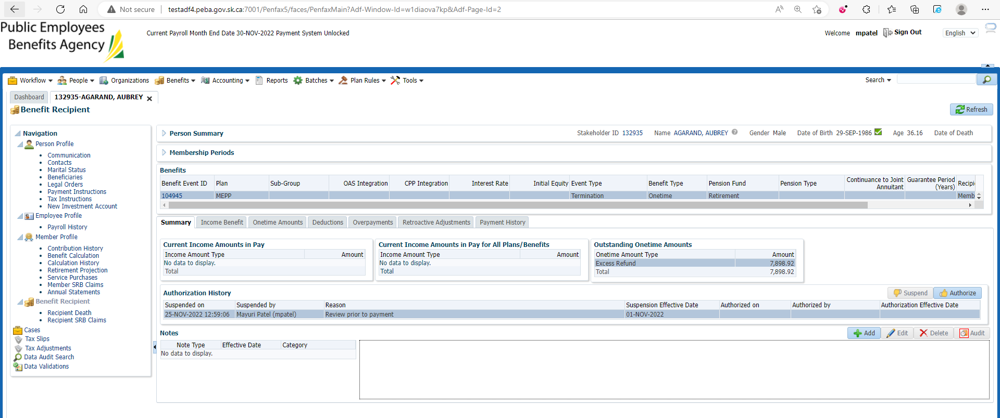 Not secure | testadf4.peba.gov.sk.ca:7001/Penfax5/faces/PenfaxMain?Adf-Window-Id=w1diaova7kp&Adf-Page-Id=2
Public Employees
Benefits Agency
Current Payroll Month End Date 30-NOV-2022 Payment System Unlocked
Welcome mpatel Sign Out English
Workflow People Organizations Benefits Accounting Reports Batches Plan Rules Tools Search
Dashboard 132935-AGARAND, AUBREY
Benefit Recipient Refresh
Navigation
Person Profile
Communication
Contacts
Marital Status
Beneficiaries
Legal Orders
Payment Instructions
Tax Instructions
New Investment Account
Employee Profile
Payroll History
Member Profile
Contribution History
Benefit Calculation
Calculation History
Retirement Projection
Service Purchases
Member SRB Claims
Annual Statements
Benefit Recipient
Recipient Death
Recipient SRB Claims
Cases
Tax Slips
Tax Adjustments
Data Audit Search
Data Validations
Person Summary Stakeholder ID 132935 Name AGARAND, AUBREY Gender Male Date of Birth 29-SEP-1986 Age 36.16 Date of Death
Membership Periods
Benefits
Benefit Event ID Plan Sub-Group OAS Integration CPP Integration Interest Rate Initial Equity Event Type Benefit Type Pension Fund Pension Type Continuance to Joint Annuitant Guarantee Period (Years) Recipi
104945 MEPP Termination Onetime Retirement Memb
Summary Income Benefit Onetime Amounts Deductions Overpayments Retroactive Adjustments Payment History
Current Income Amounts in Pay
Income Amount Type Amount
No data to display.
Total
Current Income Amounts in Pay for All Plans/Benefits
Income Amount Type Amount
No data to display.
Total
Outstanding Onetime Amounts
Onetime Amount Type Amount
Excess Refund 7,898.92
Total 7,898.92
Authorization History Suspend Authorize
Suspended on Suspended by Reason Suspension Effective Date Authorized on Authorized by Authorization Effective Date
25-NOV-2022 12:59:06 Mayuri Patel (mpatel) Review prior to payment 01-NOV-2022
Notes Add Edit Delete Audit
Note Type Effective Date Category
No data to display.